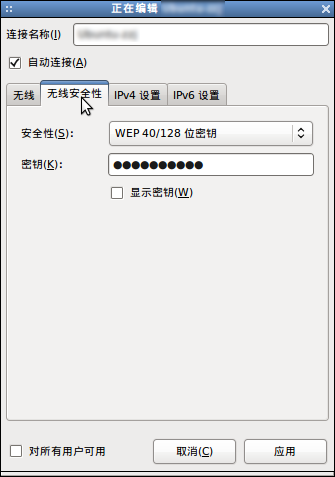 正在编辑
连接名称(I)
自动连接(A)
无线 无线安全性 IPv4 设置 IPv6 设置
安全性(S): WEP 40/128 位密钥
密钥(K): ●●●●●●●●●●
显示密钥(W)
对所有用户可用 取消(C) 应用